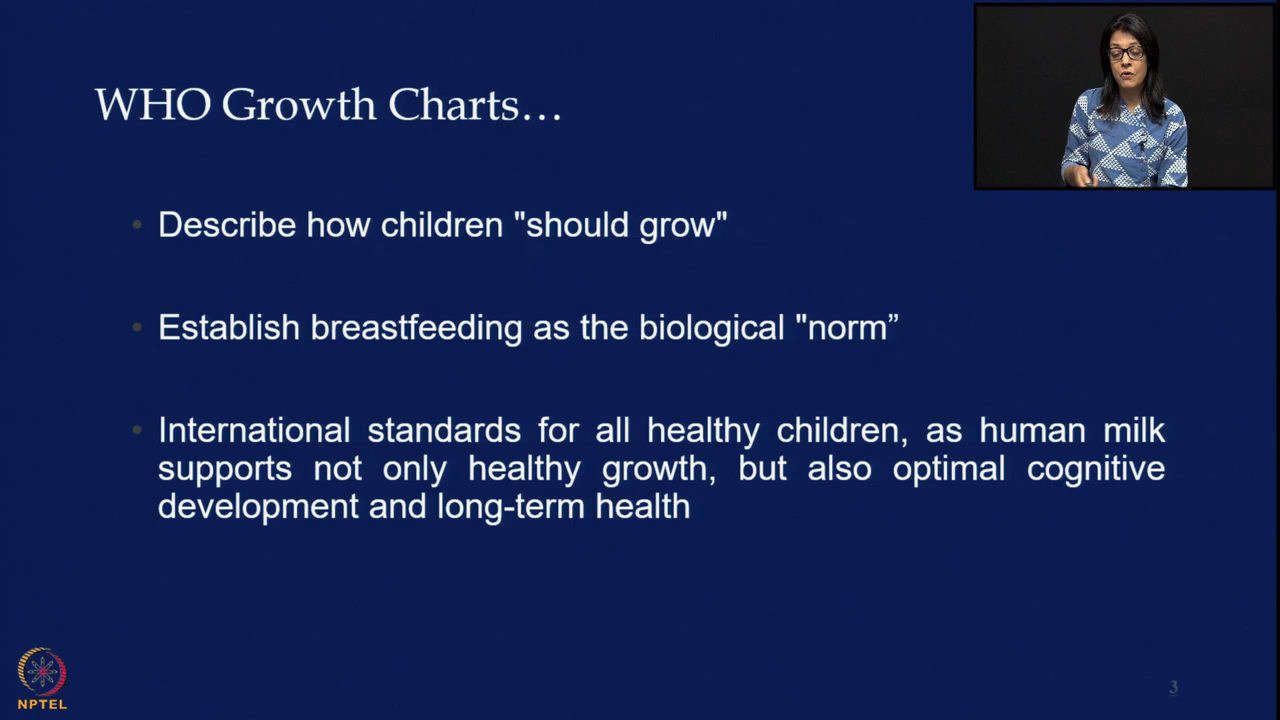 WHO Growth Charts…
• Describe how children "should grow"
• Establish breastfeeding as the biological "norm”
• International standards for all healthy children, as human milk
supports not only healthy growth, but also optimal cognitive
development and long-term health
NPTEL
3